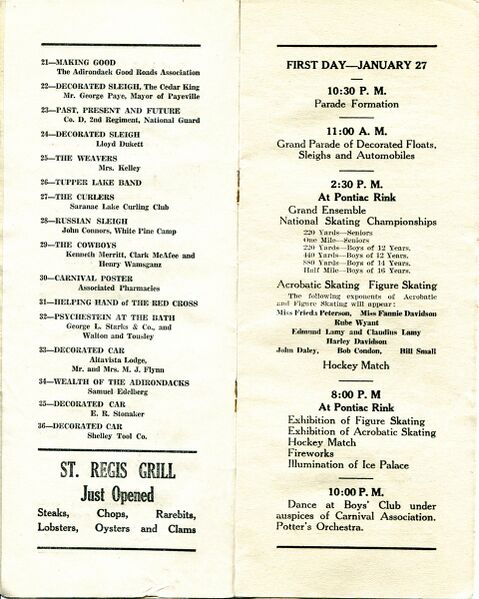 21—MAKING GOOD
The Adirondack Good Roads Association
22—DECORATED SLEIGH, The Cedar King
Mr. George Paye, Mayor of Payeville
23—PAST, PRESENT AND FUTURE
Co. D, 2nd Regiment, National Guard
24—DECORATED SLEIGH
Lloyd Dukett
25—THE WEAVERS
Mrs. Kelley
26—TUPPER LAKE BAND
27—THE CURLERS
Saranac Lake Curling Club
28—RUSSIAN SLEIGH
John Connors, White Pine Camp
29—THE COWBOYS
Kenneth Merritt, Clark McAfee and
Henry Wamsganz
30—CARNIVAL POSTER
Associated Pharmacies
31—HELPING HAND of THE RED CROSS
32—PSYCHESTEIN AT THE BATH
George L. Starks & Co., and
Walton and Tousley
33—DECORATED CAR
Altavista Lodge,
Mr. and Mrs. M. J. Flynn
34—WEALTH OF THE ADIRONDACKS
Samuel Edelberg
35—DECORATED CAR
E. R. Stonaker
36—DECORATED CAR
Shelley Tool Co.
ST. REGIS GRILL
Just Opened
Steaks, Chops, Rarebits,
Lobsters, Oysters and Clams
FIRST DAY—JANUARY 27
10:30 P. M.
Parade Formation
11:00 A. M.
Grand Parade of Decorated Floats,
Sleighs and Automobiles
2:30 P. M.
At Pontiac Rink
Grand Ensemble
National Skating Championships
220 Yards—Seniors
One Mile—Seniors
220 Yards—Boys of 12 Years,
440 Yards—Boys of 12 Years,
880 Yards—Boys of 14 Years,
Half Mile—Boys of 16 Years.
Acrobatic Skating Figure Skating
The following exponents of Acrobatic
and Figure Skating will appear:
Miss Frieda Peterson, Miss Fannie Davidson
Rube Wyant
Edmund Lamy and Claudius Lamy
Harley Davidson
John Daley, Bob Condon, Bill Small
Hockey Match
8:00 P. M
At Pontiac Rink
Exhibition of Figure Skating
Exhibition of Acrobatic Skating
Hockey Match
Fireworks
Illumination of Ice Palace
10:00 P. M.
Dance at Boys' Club under
auspices of Carnival Association.
Potter's Orchestra.